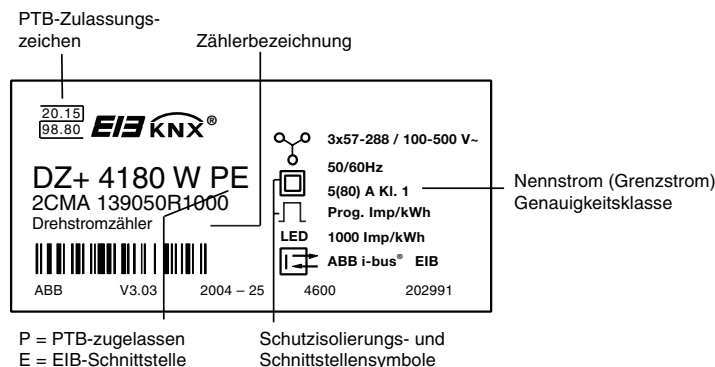 PTB-Zulassungs-
zeichen
Zählerbezeichnung
20.15
98.80
EIB KNX®
DZ+ 4180 W PE
2CMA 139050R1000
Drehstromzähler
ABB V3.03 2004 – 25 4600 202991
3x57-288 / 100-500 V~
50/60Hz
5(80) A Kl. 1
Prog. Imp/kWh
LED 1000 Imp/kWh
ABB i-bus® EIB
Nennstrom (Grenzstrom)
Genauigkeitsklasse
P = PTB-zugelassen
E = EIB-Schnittstelle
Schutzisolierungs- und
Schnittstellensymbole